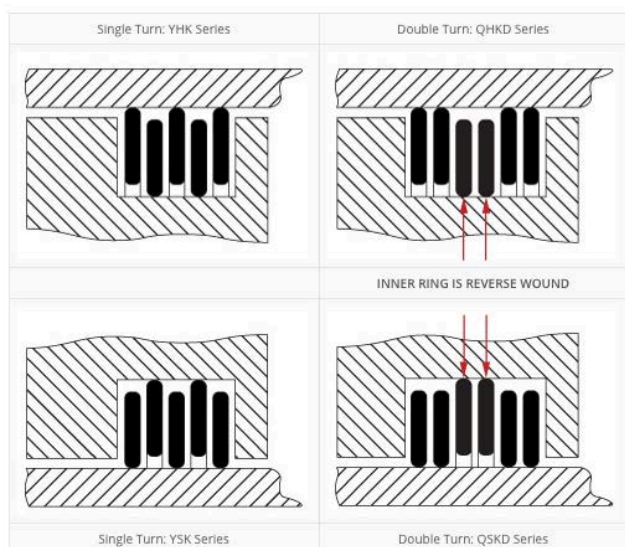 Single Turn: YHK Series
Double Turn: QHKD Series
INNER RING IS REVERSE WOUND
Single Turn: YSK Series
Double Turn: QSKD Series